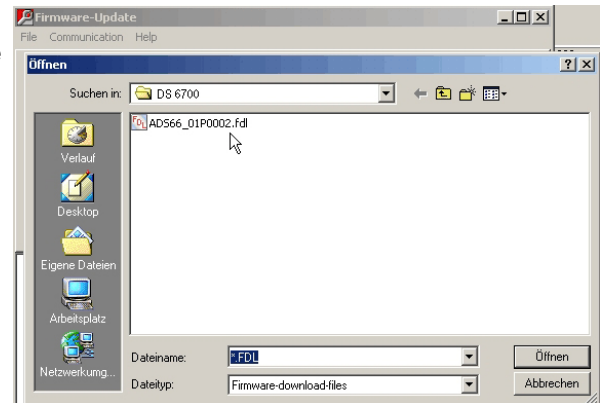 Firmware-Update
File Communication Help
Öffnen
Suchen in: DS 6700
FDL ADS66_01P0002.fdl
Verlauf
Desktop
Eigene Dateien
Arbeitsplatz
Netzwerkumg...
Dateiname: *.FDL Öffnen
Dateityp: Firmware-download-files Abbrechen